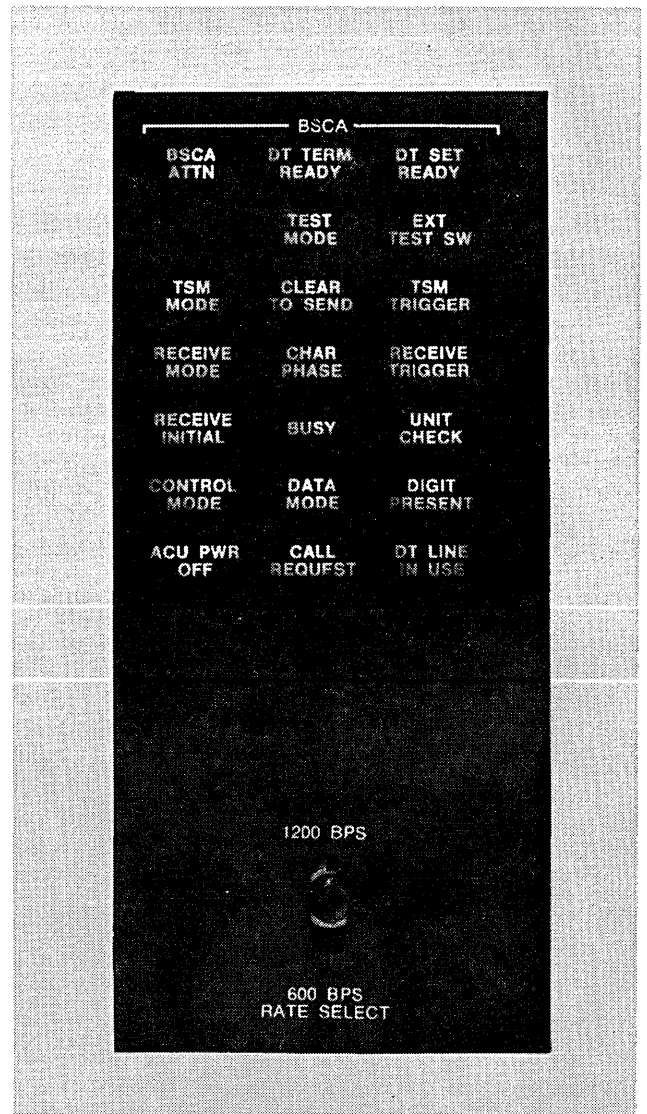 BSCA
BSCA ATTN
DT TERM READY
DT SET READY
TEST MODE
EXT TEST SW
TSM MODE
CLEAR TO SEND
TSM TRIGGER
RECEIVE MODE
CHAR PHASE
RECEIVE TRIGGER
RECEIVE INITIAL
BUSY
UNIT CHECK
CONTROL MODE
DATA MODE
DIGIT PRESENT
ACU PWR OFF
CALL REQUEST
DT LINE IN USE
1200 BPS
600 BPS
RATE SELECT